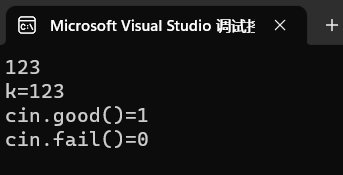 Microsoft Visual Studio 调试
123
k=123
cin.good()=1
cin.fail()=0